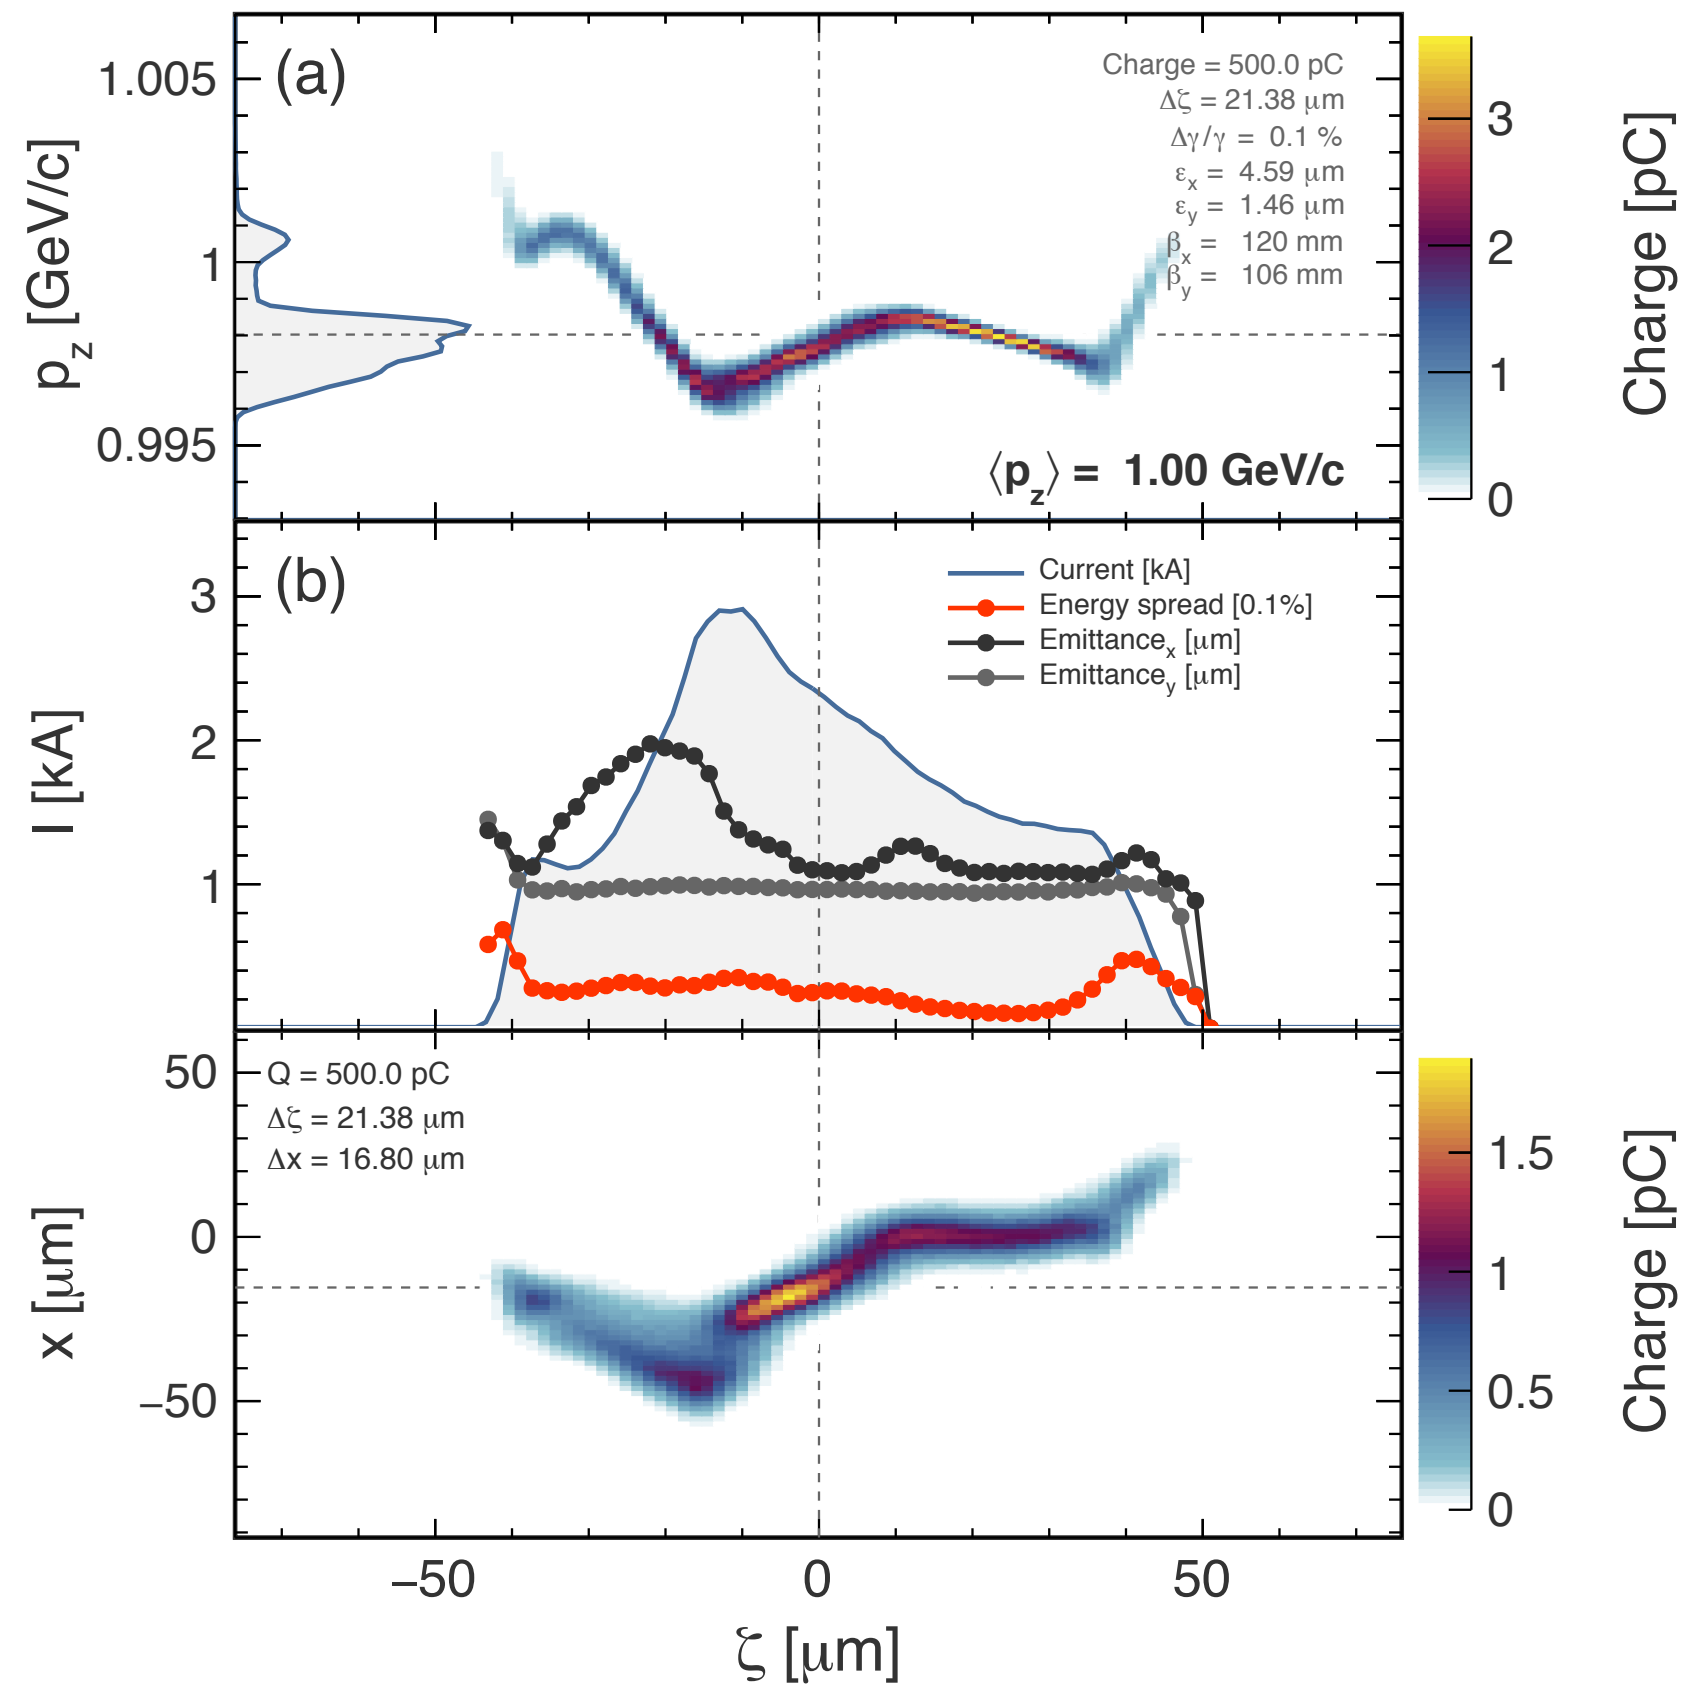 (a)
Charge = 500.0 pC
Δζ = 21.38 μm
Δγ/γ = 0.1 %
εx = 4.59 μm
εy = 1.46 μm
βx = 120 mm
βy = 106 mm
⟨pz⟩ = 1.00 GeV/c
1.005
1
0.995
pz [GeV/c]
3
2
1
0
Charge [pC]
(b)
Current [kA]
Energy spread [0.1%]
Emittancex [μm]
Emittancey [μm]
3
2
1
I [kA]
Q = 500.0 pC
Δζ = 21.38 μm
Δx = 16.80 μm
50
0
−50
x [μm]
1.5
1
0.5
0
Charge [pC]
−50
0
50
ζ [μm]